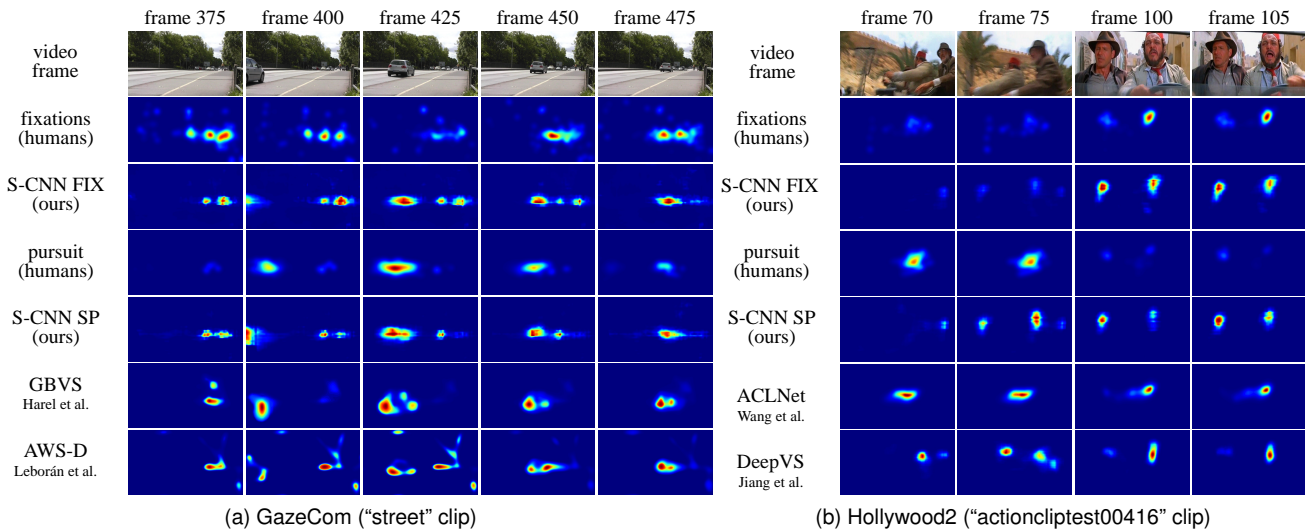 frame 375 frame 400 frame 425 frame 450 frame 475
video
frame
fixations
(humans)
S-CNN FIX
(ours)
pursuit
(humans)
S-CNN SP
(ours)
GBVS
Harel et al.
AWS-D
Leborán et al.
(a) GazeCom (“street” clip)
frame 70 frame 75 frame 100 frame 105
video
frame
fixations
(humans)
S-CNN FIX
(ours)
pursuit
(humans)
S-CNN SP
(ours)
ACLNet
Wang et al.
DeepVS
Jiang et al.
(b) Hollywood2 (“actioncliptest00416” clip)